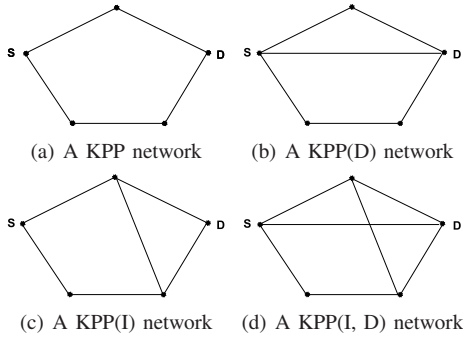 S
D
S
D
(a) A KPP network
(b) A KPP(D) network
S
D
S
D
(c) A KPP(I) network
(d) A KPP(I, D) network